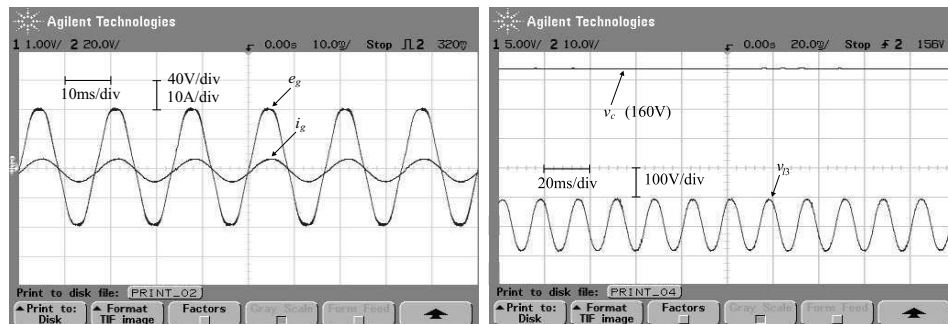 Agilent Technologies
1 1.00V/ 2 20.0V/ 0.00s 10.0m/ Stop 2 320m
40V/div
10A/div
10ms/div
e_g
i_g
Print to disk file: PRINT_02
Print to: Disk
Format TIF image
Factors
Gray Scale
Form Feed
Agilent Technologies
1 5.00V/ 2 10.0V/ 0.00s 20.0m/ Stop 2 156V
v_c (160V)
20ms/div
100V/div
v_l3
Print to disk file: PRINT_04
Print to: Disk
Format TIF image
Factors
Gray Scale
Form Feed